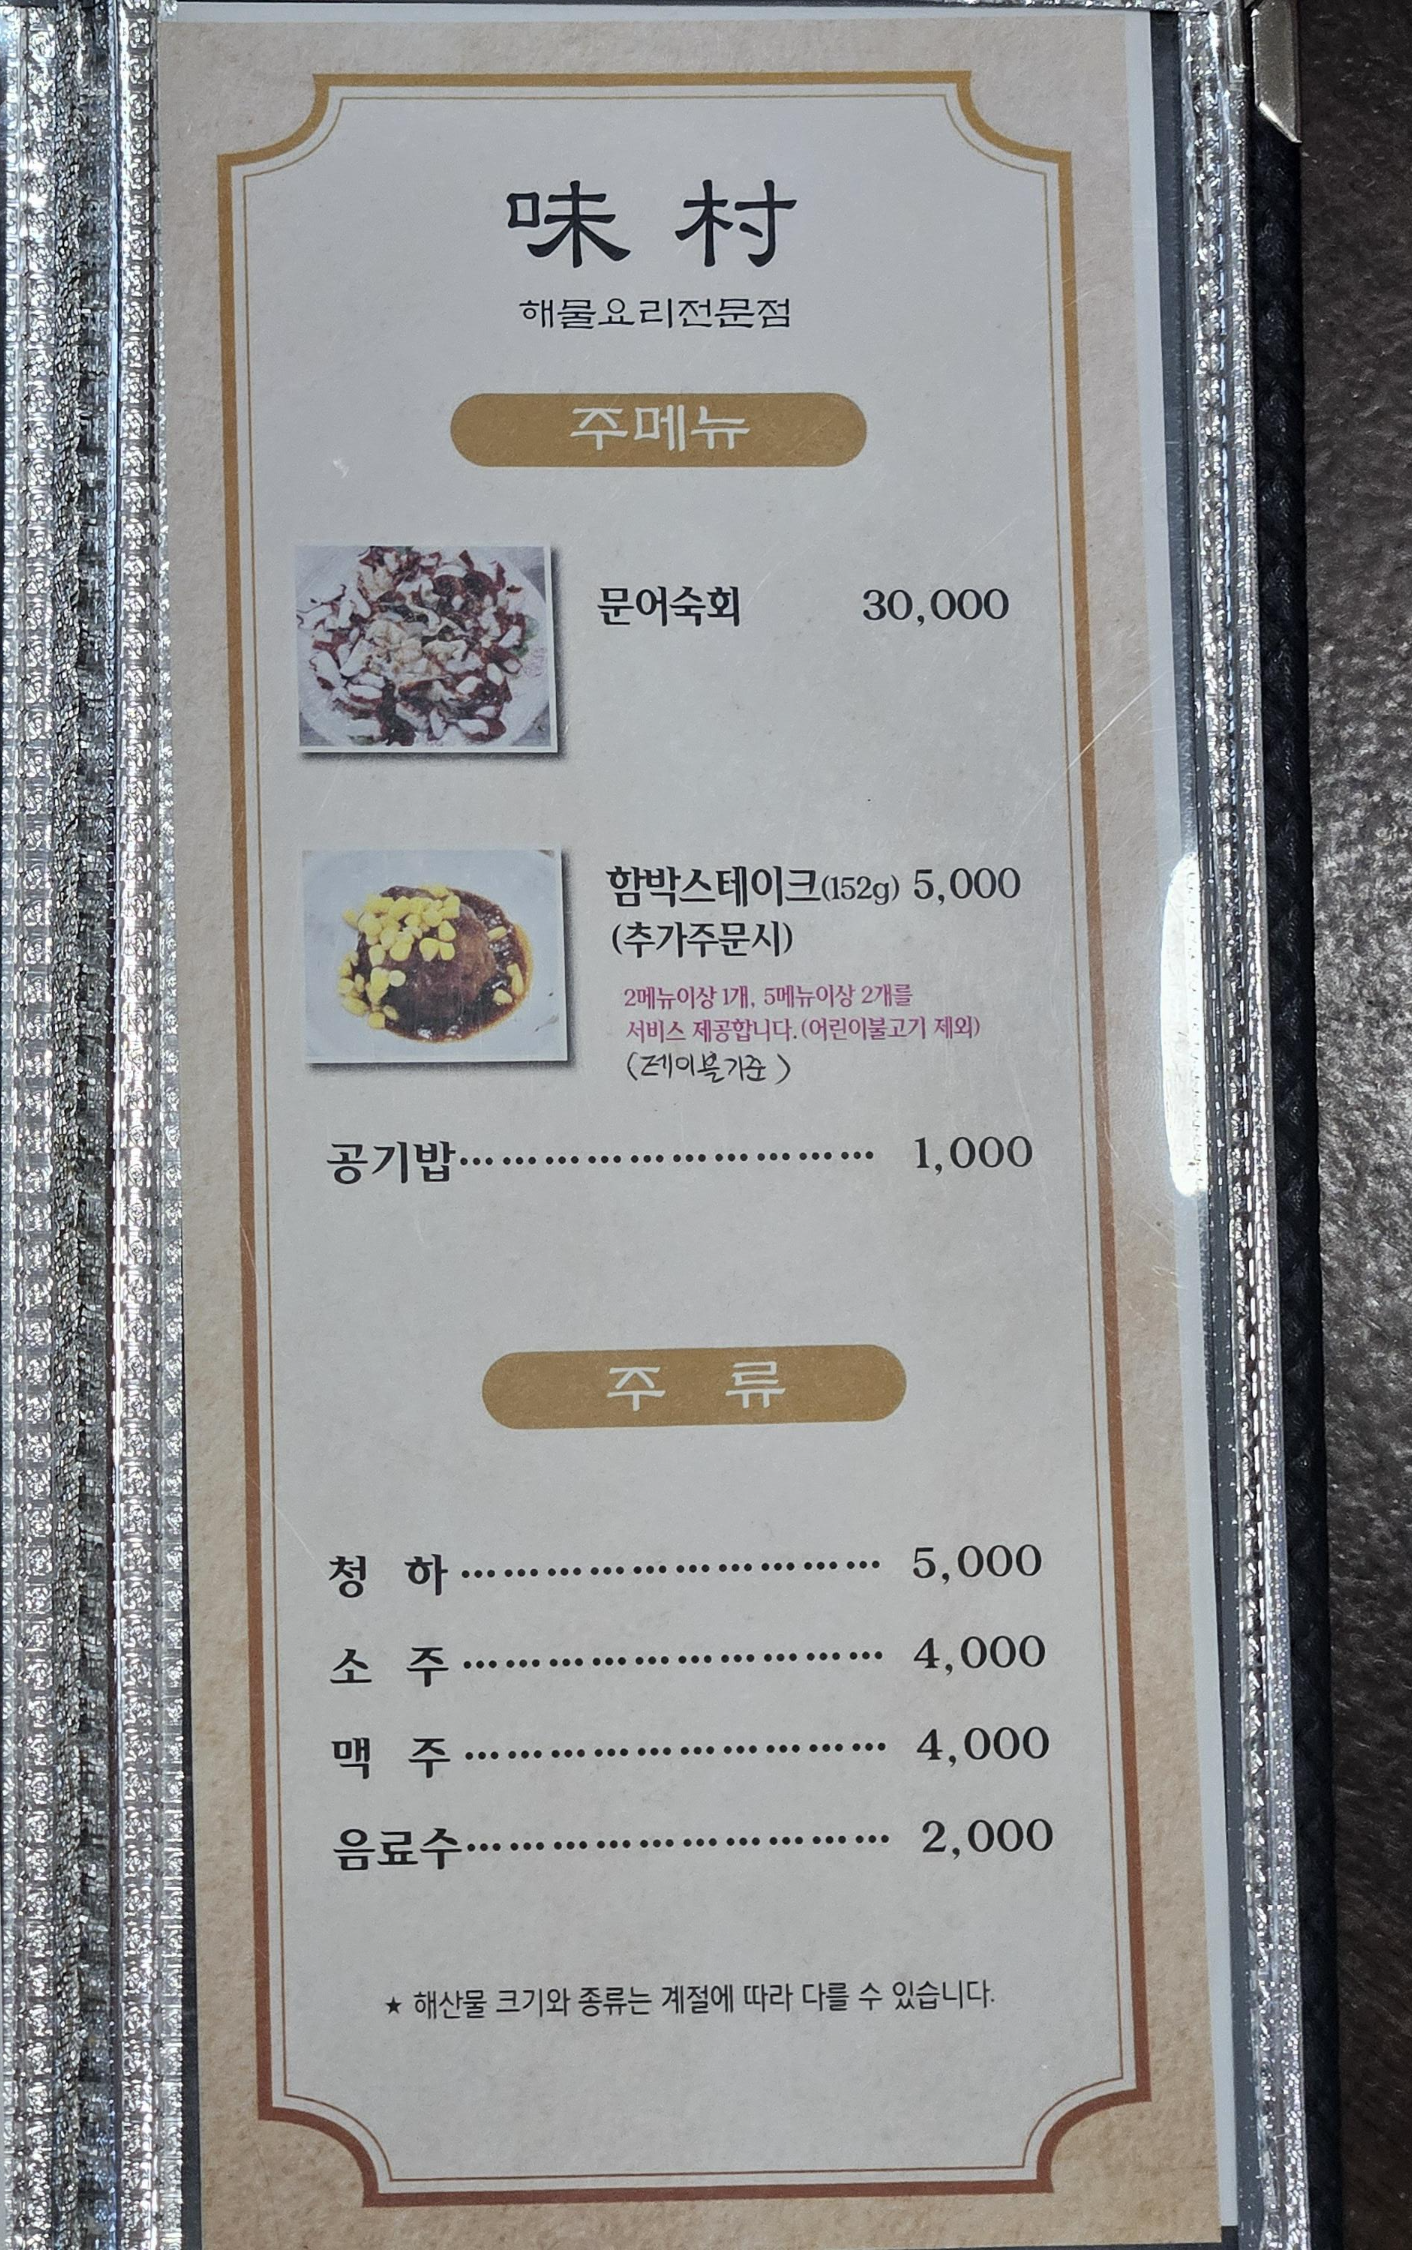 味 村
해물요리전문점
주메뉴
문어숙회 30,000
함박스테이크(152g) 5,000
(추가주문시)
2메뉴이상 1개, 5메뉴이상 2개를
서비스 제공합니다.(어린이불고기 제외)
(테이블기준)
공기밥………………………… 1,000
주 류
청 하………………………… 5,000
소 주………………………… 4,000
맥 주………………………… 4,000
음료수………………………… 2,000
★ 해산물 크기와 종류는 계절에 따라 다를 수 있습니다.